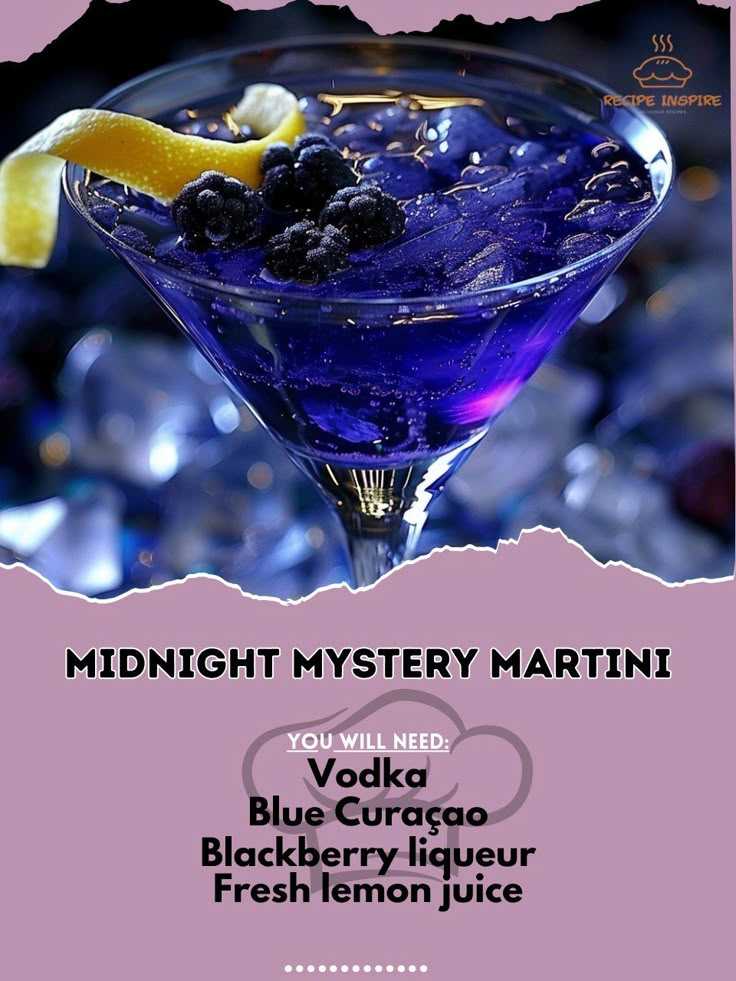 RECIPE INSPIRE
MIDNIGHT MYSTERY MARTINI
YOU WILL NEED:
Vodka
Blue Curaçao
Blackberry liqueur
Fresh lemon juice